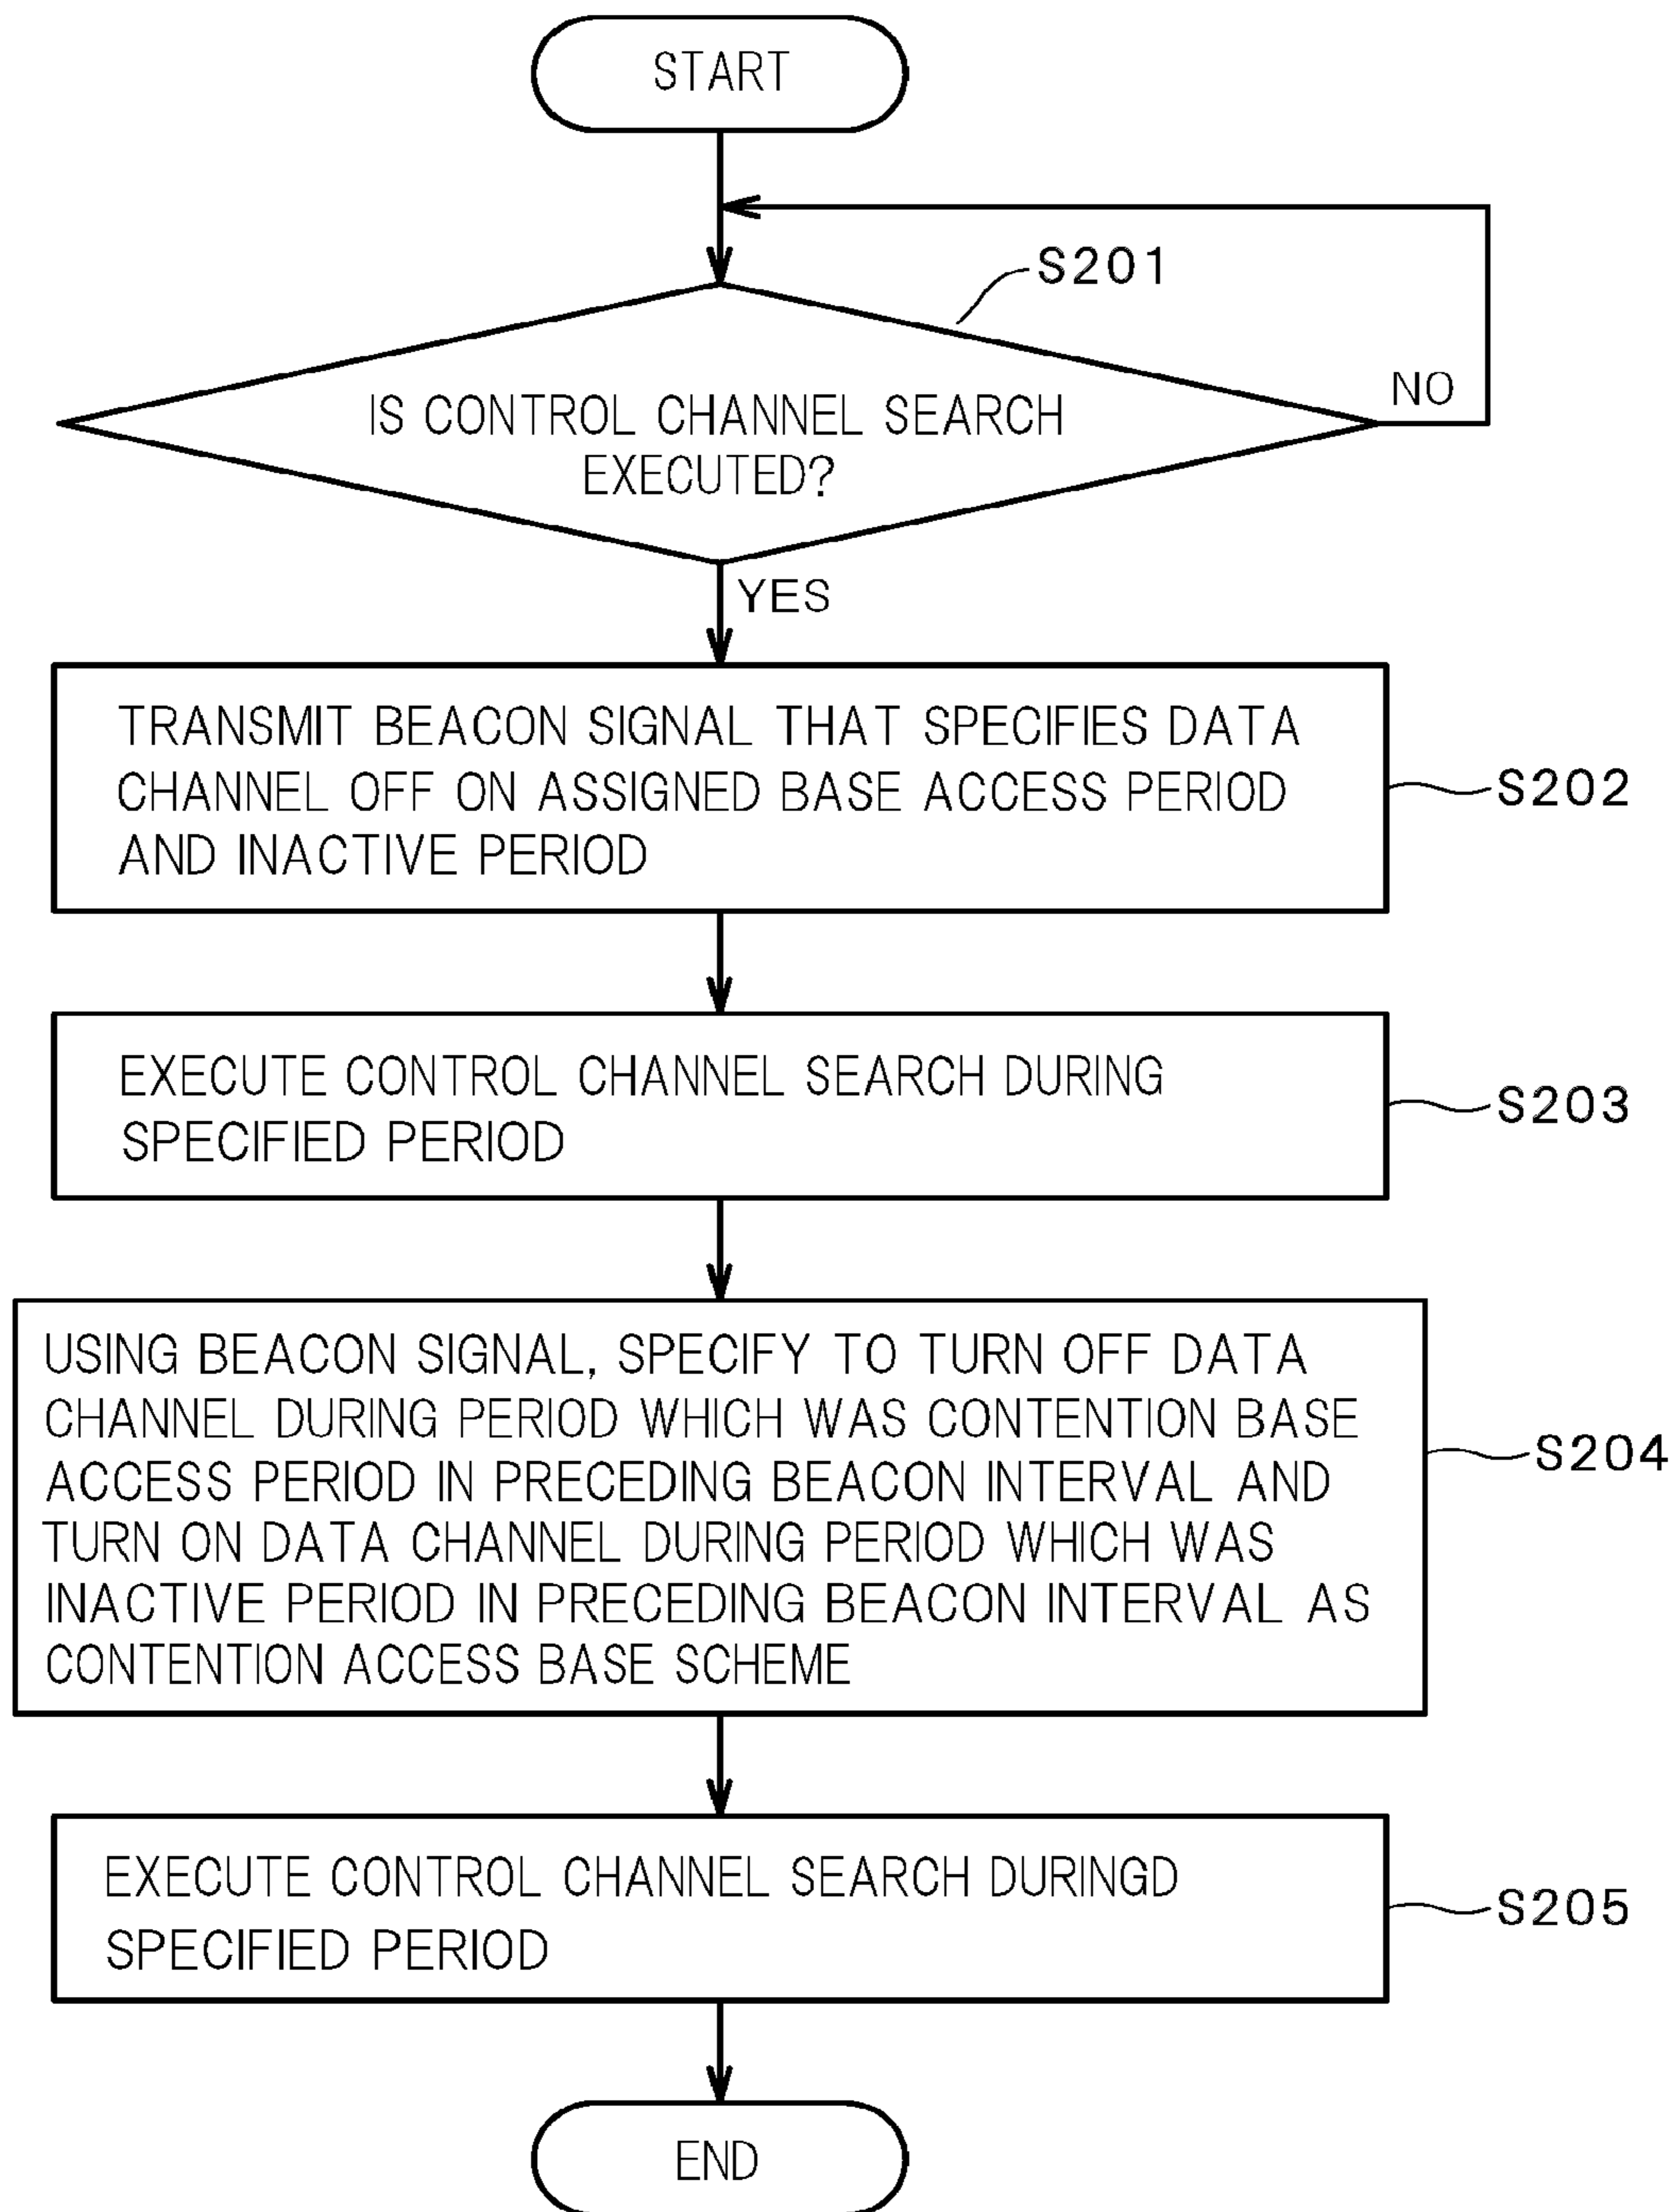 START
S201
NO
IS CONTROL CHANNEL SEARCH
EXECUTED?
YES
TRANSMIT BEACON SIGNAL THAT SPECIFIES DATA
CHANNEL OFF ON ASSIGNED BASE ACCESS PERIOD
AND INACTIVE PERIOD
S202
EXECUTE CONTROL CHANNEL SEARCH DURING
SPECIFIED PERIOD
S203
USING BEACON SIGNAL, SPECIFY TO TURN OFF DATA
CHANNEL DURING PERIOD WHICH WAS CONTENTION BASE
ACCESS PERIOD IN PRECEDING BEACON INTERVAL AND
TURN ON DATA CHANNEL DURING PERIOD WHICH WAS
INACTIVE PERIOD IN PRECEDING BEACON INTERVAL AS
CONTENTION ACCESS BASE SCHEME
S204
EXECUTE CONTROL CHANNEL SEARCH DURINGD
SPECIFIED PERIOD
S205
END